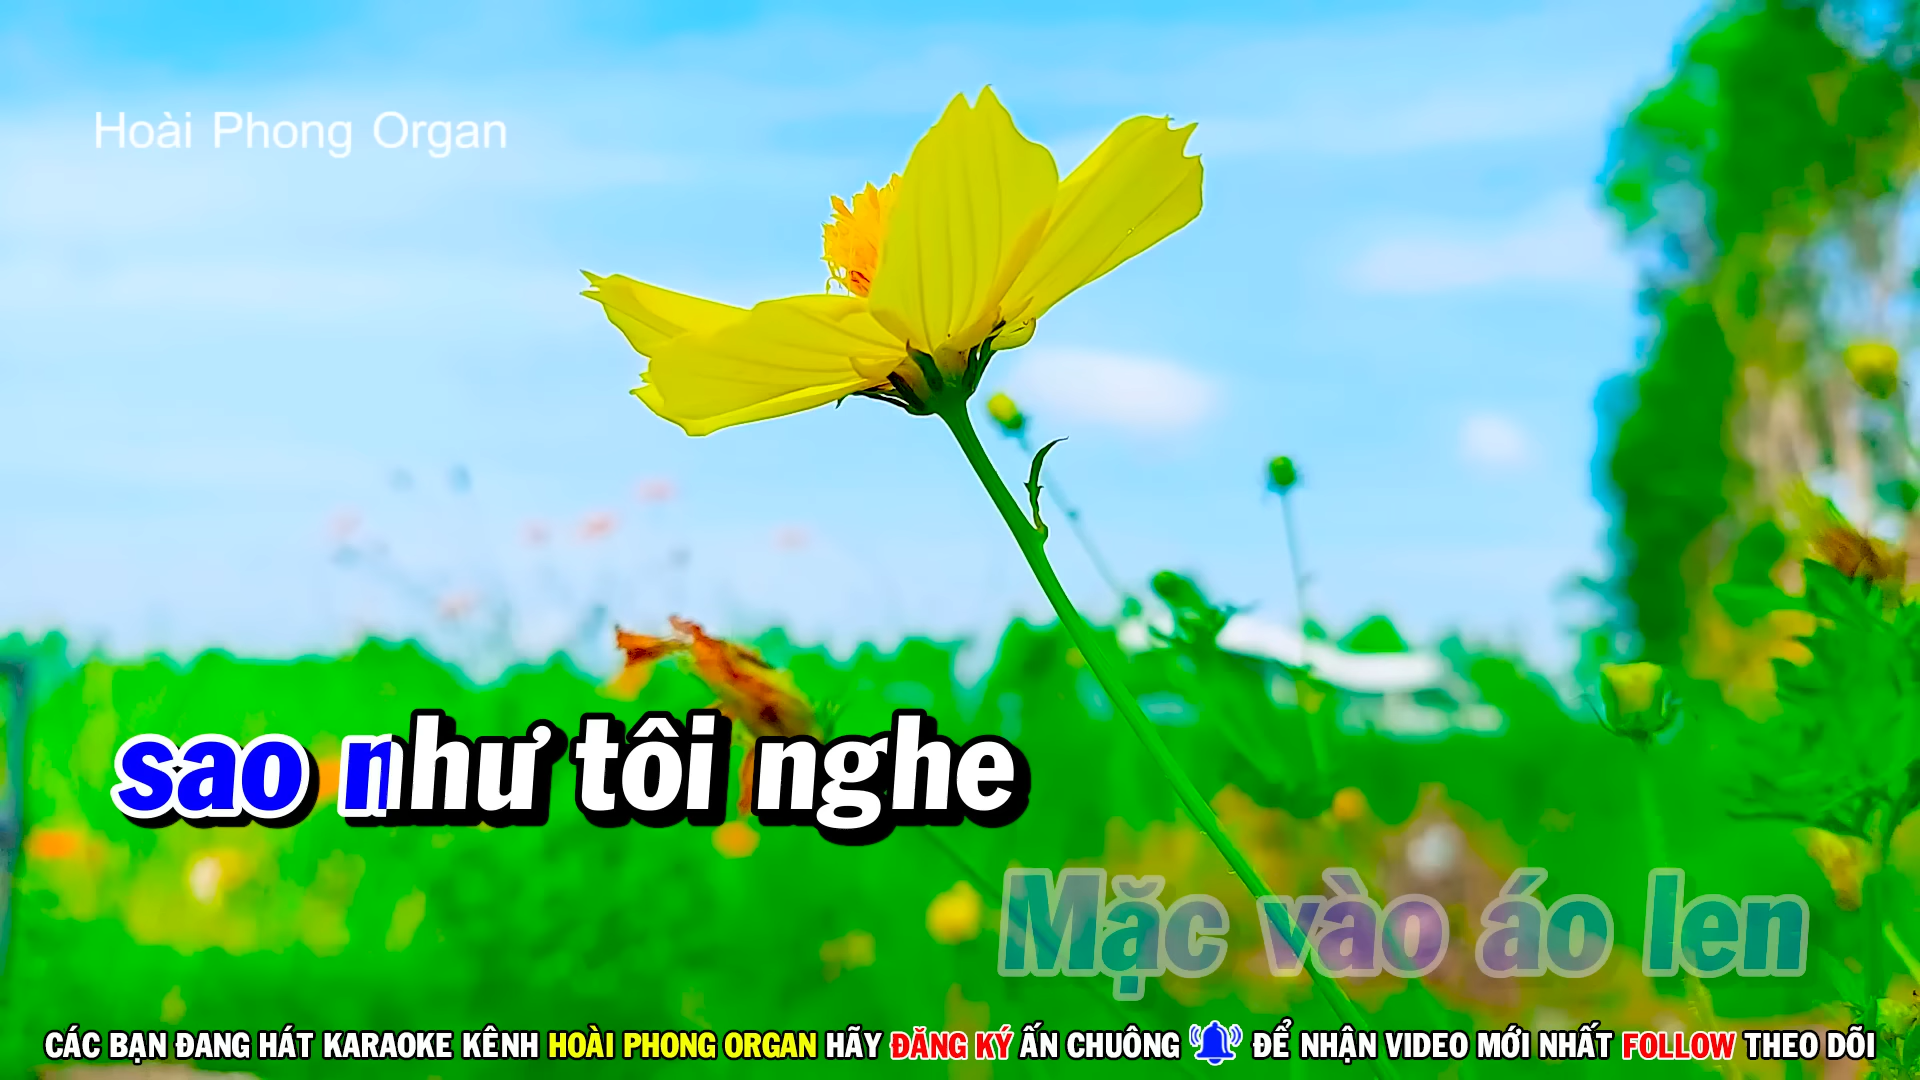 Hoài Phong Organ
sao như tôi nghe
Mặc vào áo len
CÁC BẠN ĐANG HÁT KARAOKE KÊNH HOÀI PHONG ORGAN HÃY ĐĂNG KÝ ẤN CHUÔNG ĐỂ NHẬN VIDEO MỚI NHẤT FOLLOW THEO DÕI